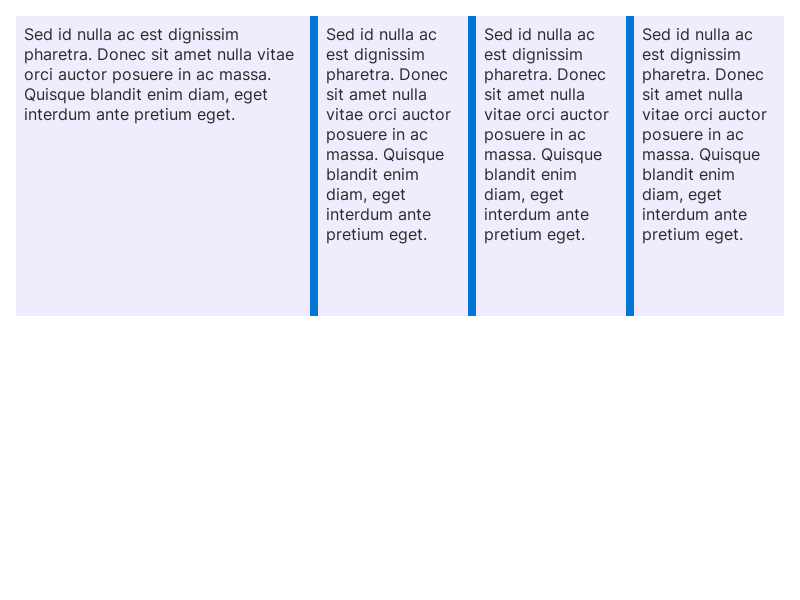 Sed id nulla ac est dignissim
pharetra. Donec sit amet nulla vitae
orci auctor posuere in ac massa.
Quisque blandit enim diam, eget
interdum ante pretium eget.
Sed id nulla ac
est dignissim
pharetra. Donec
sit amet nulla
vitae orci auctor
posuere in ac
massa. Quisque
blandit enim
diam, eget
interdum ante
pretium eget.
Sed id nulla ac
est dignissim
pharetra. Donec
sit amet nulla
vitae orci auctor
posuere in ac
massa. Quisque
blandit enim
diam, eget
interdum ante
pretium eget.
Sed id nulla ac
est dignissim
pharetra. Donec
sit amet nulla
vitae orci auctor
posuere in ac
massa. Quisque
blandit enim
diam, eget
interdum ante
pretium eget.